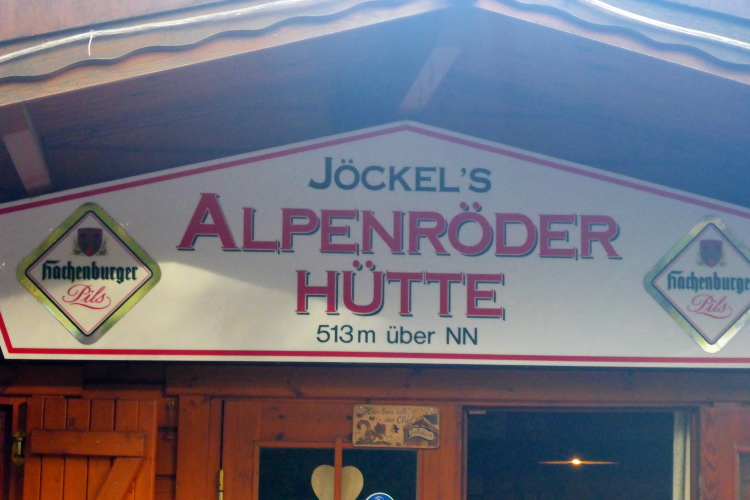 JÖCKEL'S
ALPENRÖDER
HÜTTE
513m über NN
Hachenburger
Pils
Hachenburger
Pils